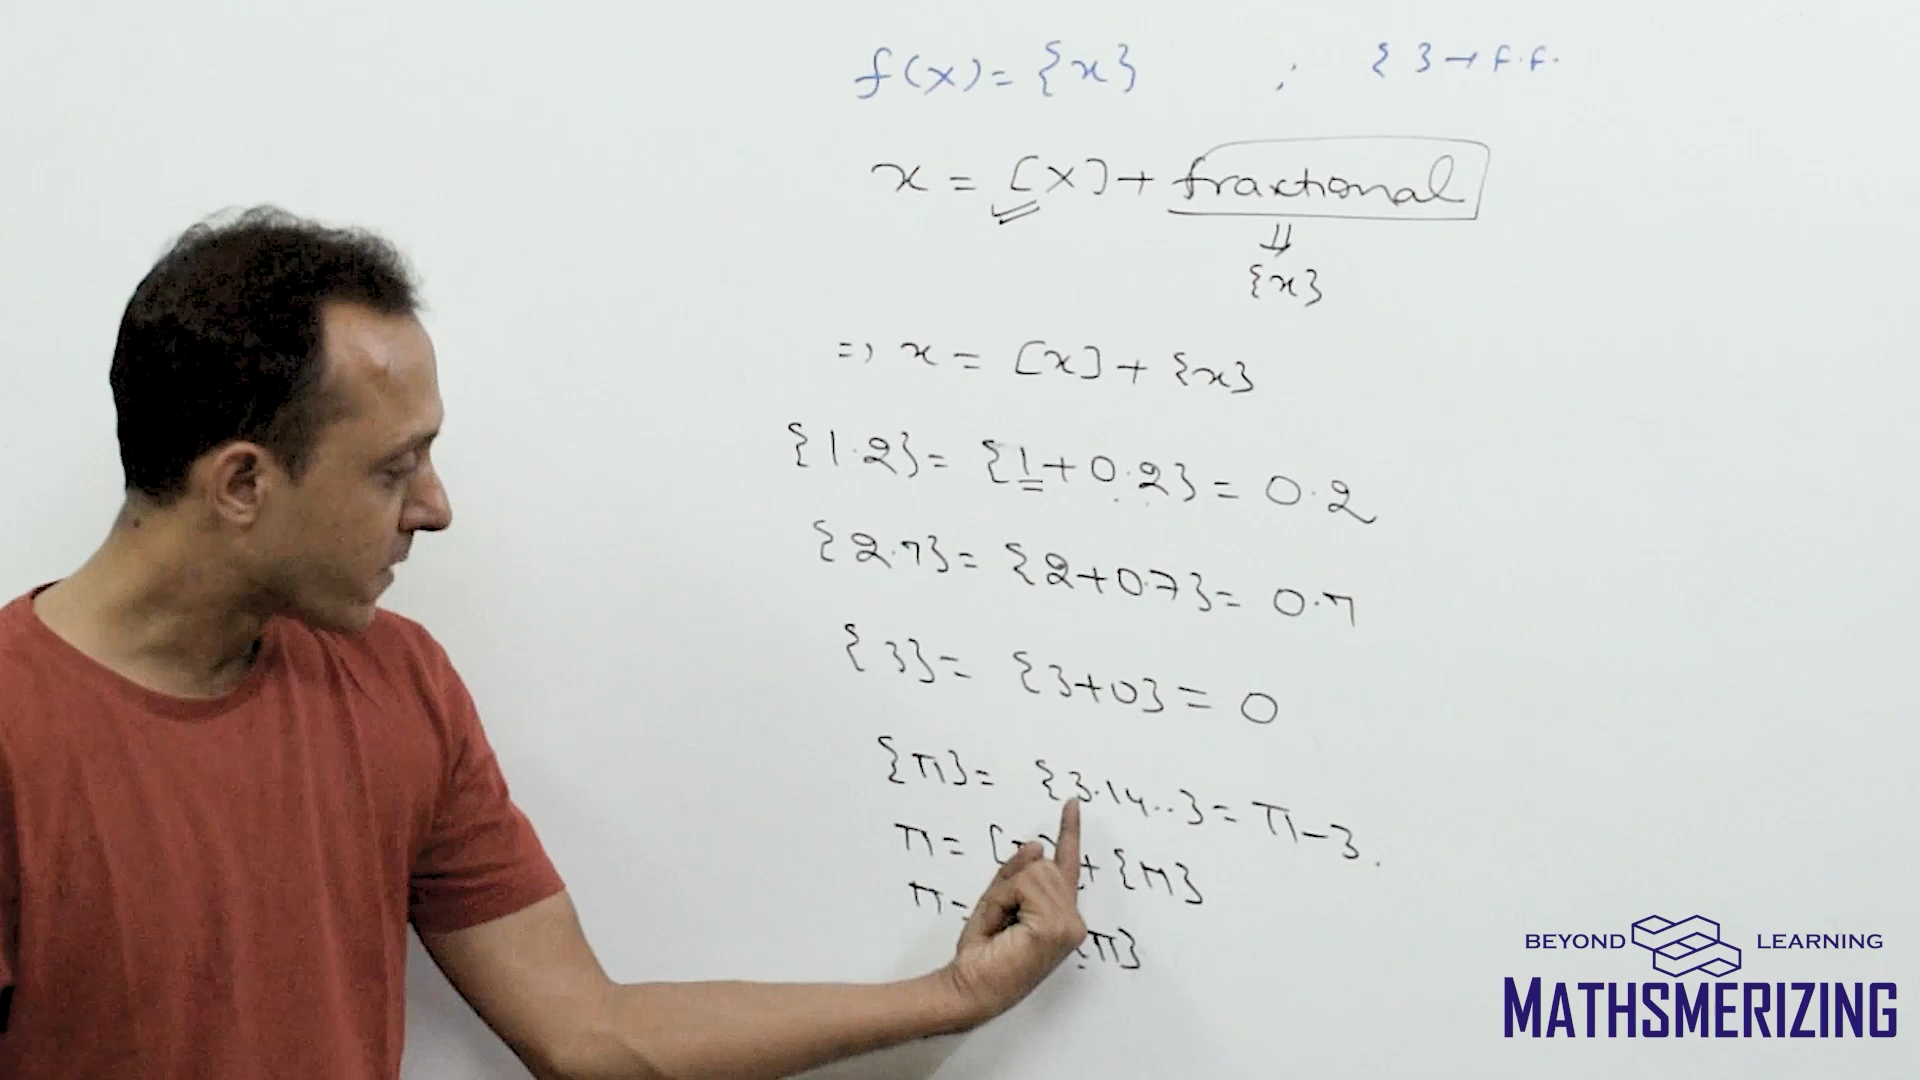 f(x) = {x} ; { } → F.F.
x = [x] + fractional
⇓
{x}
=> x = [x] + {x}
{1.2} = {1 + 0.2} = 0.2
{2.7} = {2 + 0.7} = 0.7
{3} = {3 + 0} = 0
{π} = {3.14..} = π - 3.
π = [π] + {π}
π = π}
BEYOND LEARNING
MATHSMERIZING